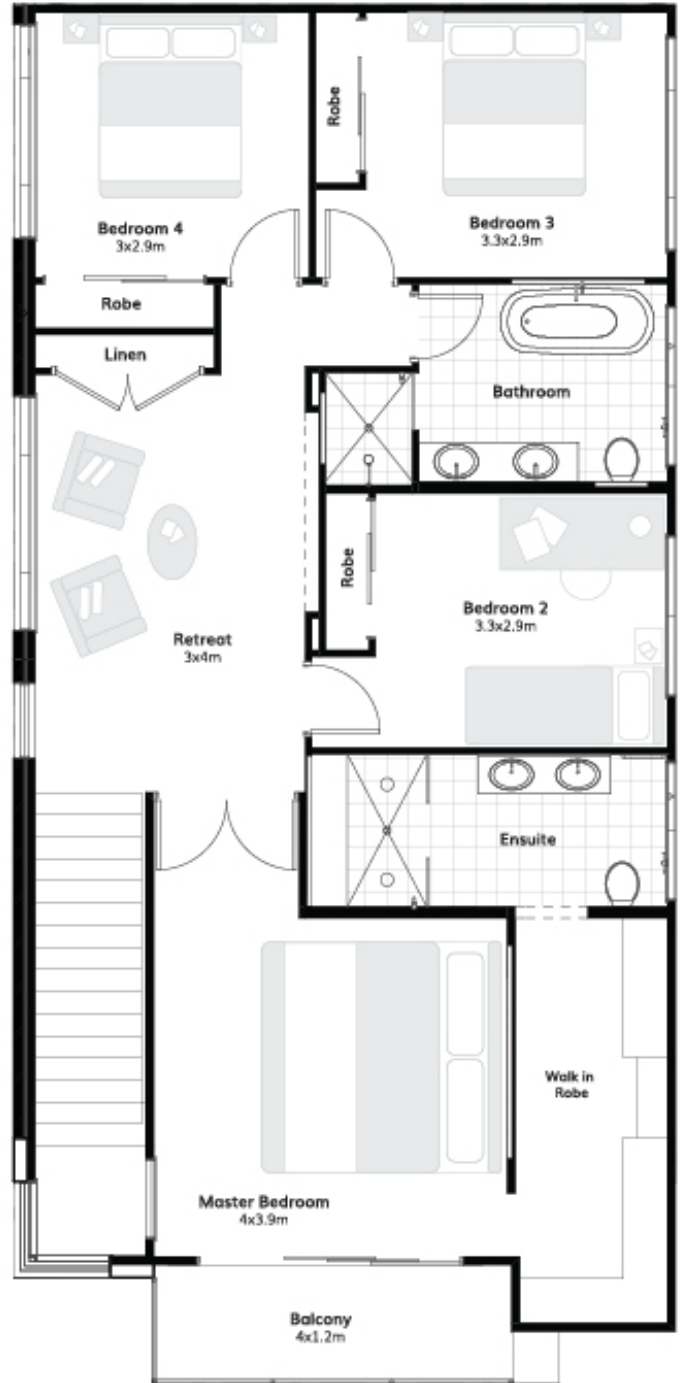 Robe
Bedroom 4
3x2.9m
Bedroom 3
3.3x2.9m
Robe
Linen
Bathroom
Robe
Bedroom 2
3.3x2.9m
Retreat
3x4m
Ensuite
Walk in
Robe
Master Bedroom
4x3.9m
Balcony
4x1.2m